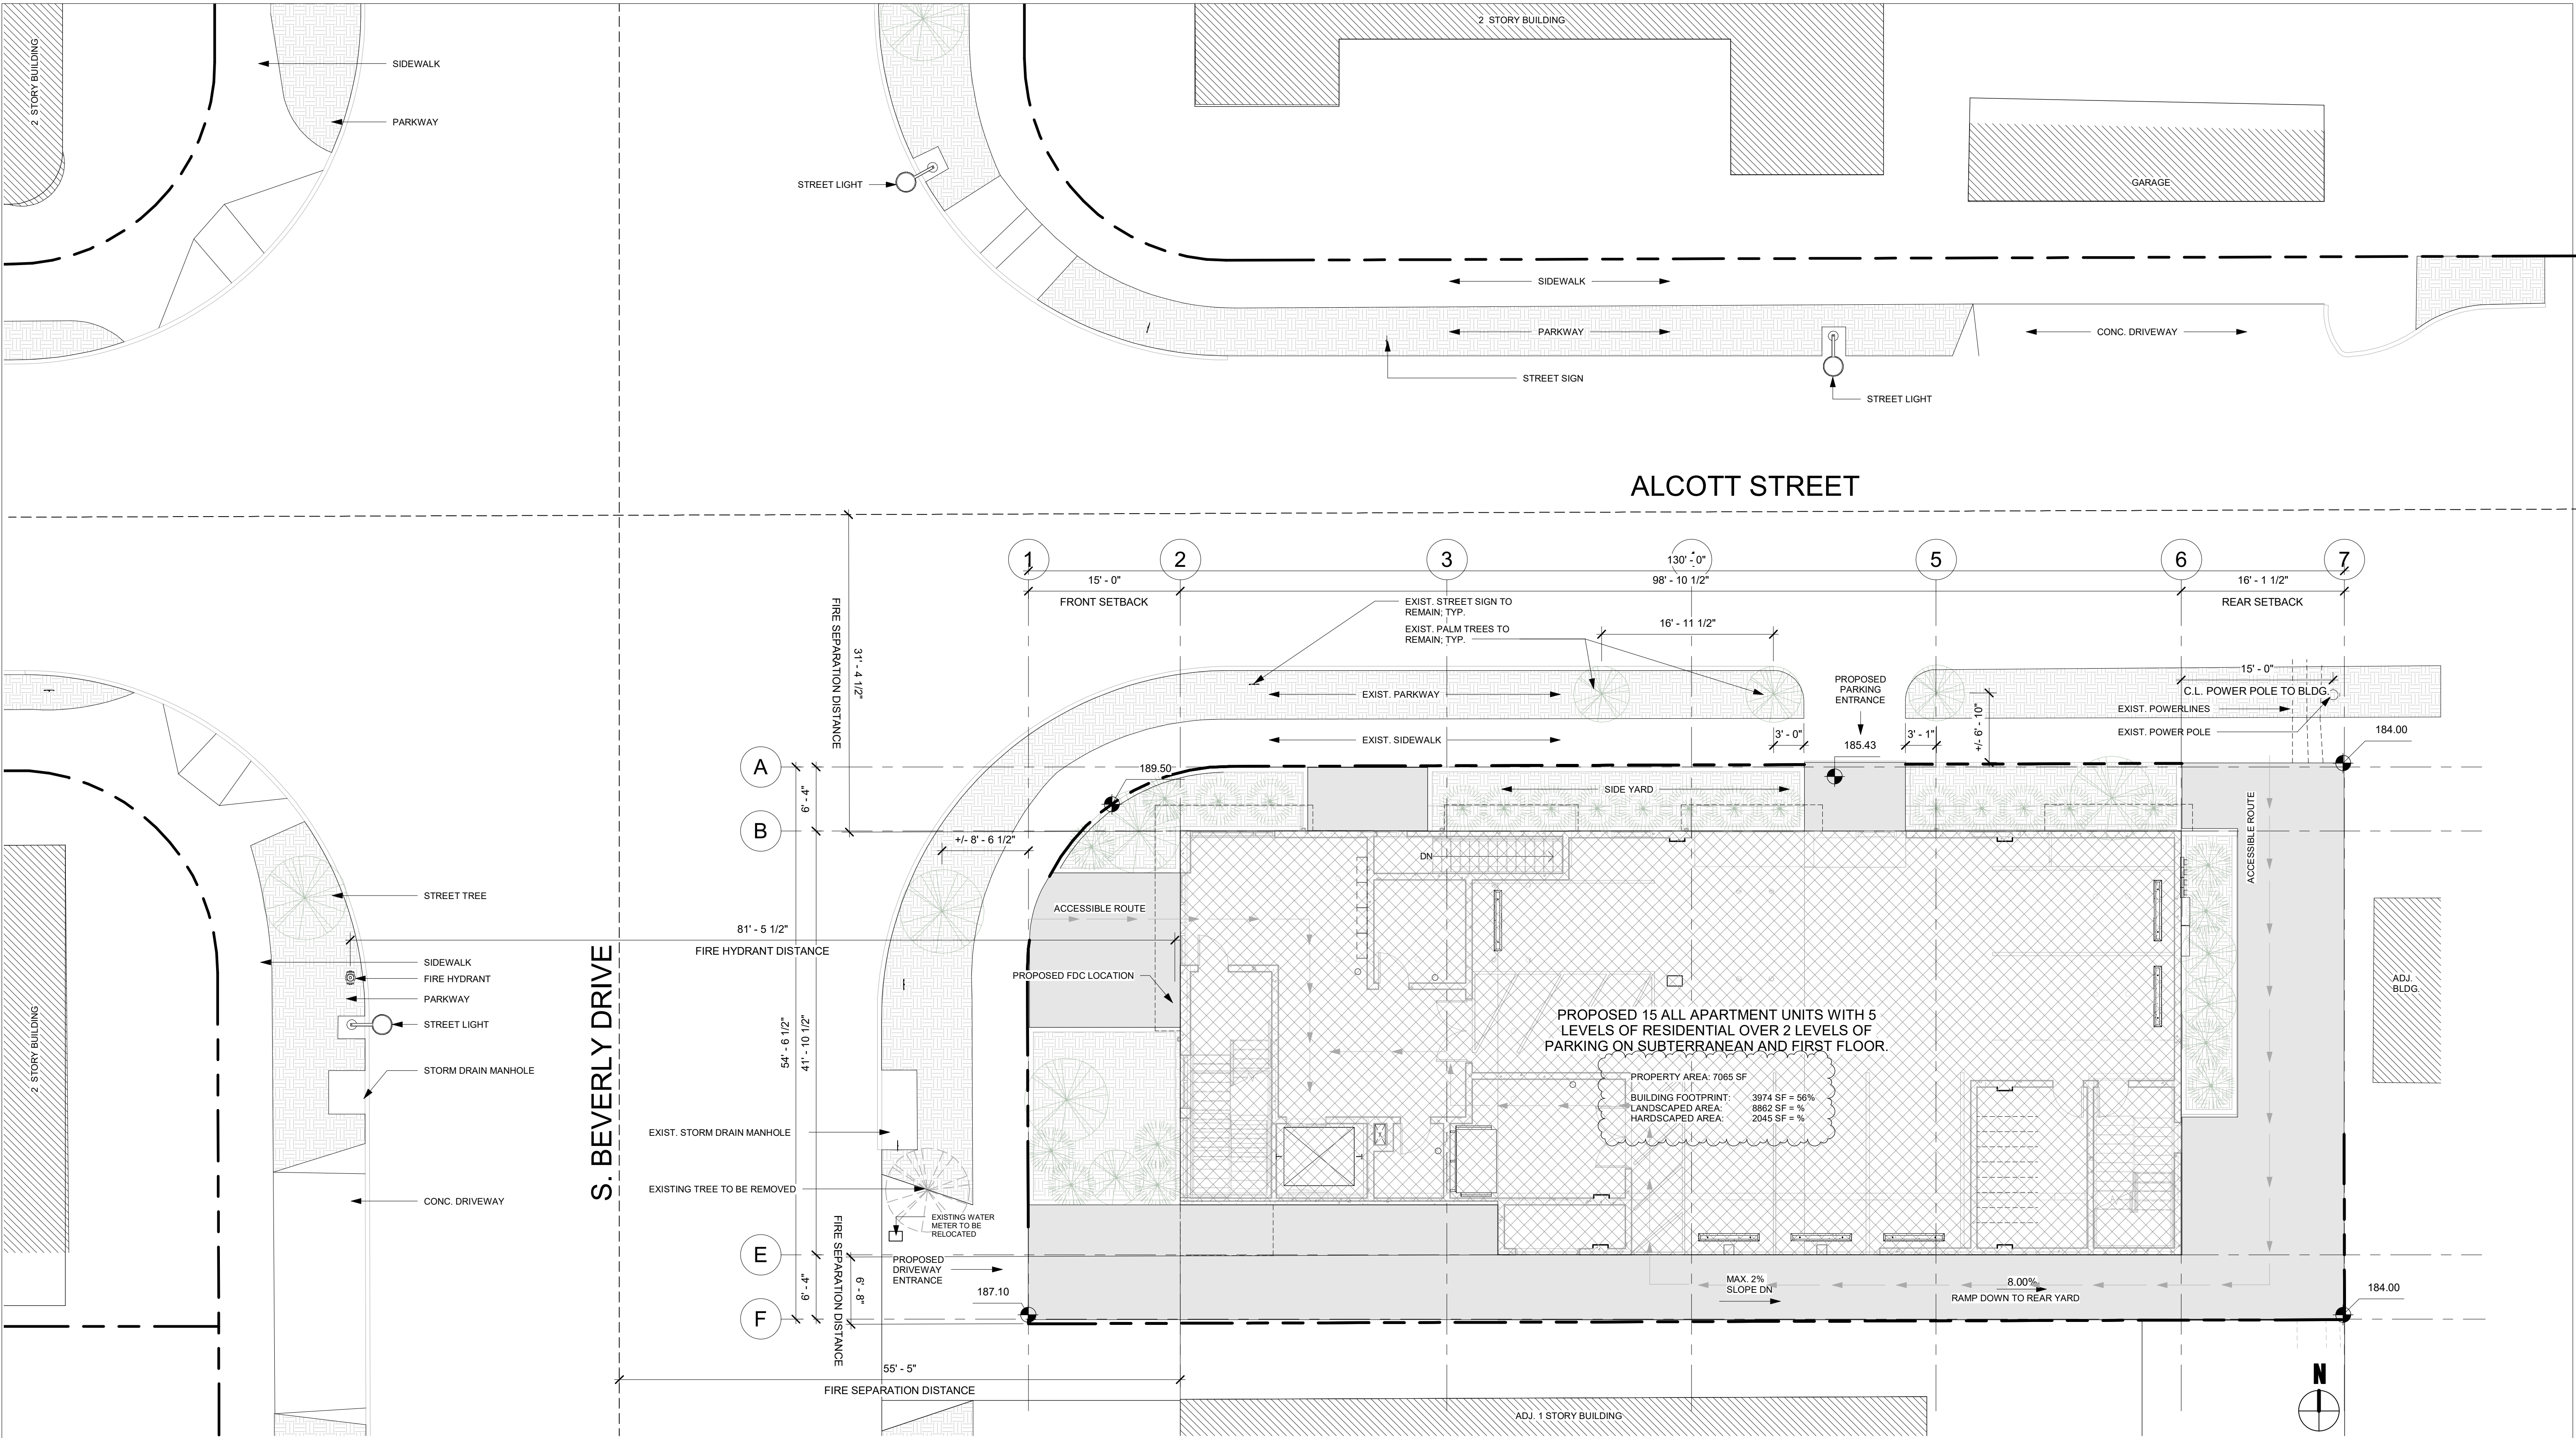 2 STORY BUILDING
SIDEWALK
PARKWAY
2 STORY BUILDING
STREET LIGHT
GARAGE
SIDEWALK
PARKWAY
CONC. DRIVEWAY
STREET SIGN
STREET LIGHT
ALCOTT STREET
1
2
3
5
6
7
130' - 0"
15' - 0"
98' - 10 1/2"
16' - 1 1/2"
FRONT SETBACK
REAR SETBACK
FIRE SEPARATION DISTANCE
31' - 4 1/2"
EXIST. STREET SIGN TO
REMAIN; TYP.
EXIST. PALM TREES TO
REMAIN; TYP.
16' - 11 1/2"
EXIST. PARKWAY
EXIST. SIDEWALK
PROPOSED
PARKING
ENTRANCE
185.43
3' - 0"
3' - 1"
+/- 9' - 10"
15' - 0"
C.L. POWER POLE TO BLDG.
EXIST. POWERLINES
EXIST. POWER POLE
184.00
A
B
E
F
6' - 4"
189.50
SIDE YARD
+/- 8' - 6 1/2"
DN
ACCESSIBLE ROUTE
STREET TREE
ACCESSIBLE ROUTE
81' - 5 1/2"
FIRE HYDRANT DISTANCE
SIDEWALK
FIRE HYDRANT
PARKWAY
STREET LIGHT
STORM DRAIN MANHOLE
CONC. DRIVEWAY
2 STORY BUILDING
S. BEVERLY DRIVE
PROPOSED FDC LOCATION
54' - 6 1/2"
41' - 10 1/2"
ADJ.
BLDG.
PROPOSED 15 ALL APARTMENT UNITS WITH 5
LEVELS OF RESIDENTIAL OVER 2 LEVELS OF
PARKING ON SUBTERRANEAN AND FIRST FLOOR.
PROPERTY AREA: 7065 SF
BUILDING FOOTPRINT: 3974 SF = 56%
LANDSCAPED AREA: 8862 SF = %
HARDSCAPED AREA: 2045 SF = %
EXIST. STORM DRAIN MANHOLE
EXISTING TREE TO BE REMOVED
EXISTING WATER
METER TO BE
RELOCATED
PROPOSED
DRIVEWAY
ENTRANCE
6' - 4"
FIRE SEPARATION DISTANCE
6' - 8"
187.10
MAX. 2%
SLOPE DN
8.00%
RAMP DOWN TO REAR YARD
184.00
55' - 5"
FIRE SEPARATION DISTANCE
ADJ. 1 STORY BUILDING
N